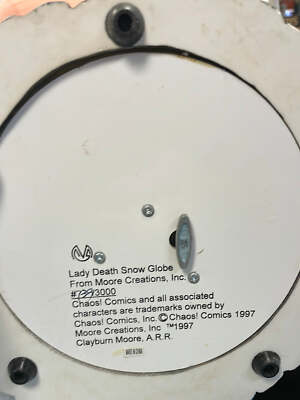 Lady Death Snow Globe
From Moore Creations, Inc.
/3000
Chaos! Comics and all associated
characters are trademarks owned by
Chaos! Comics, Inc. © Chaos! Comics 1997
Moore Creations, Inc ™1997
Clayburn Moore, A.R.R.